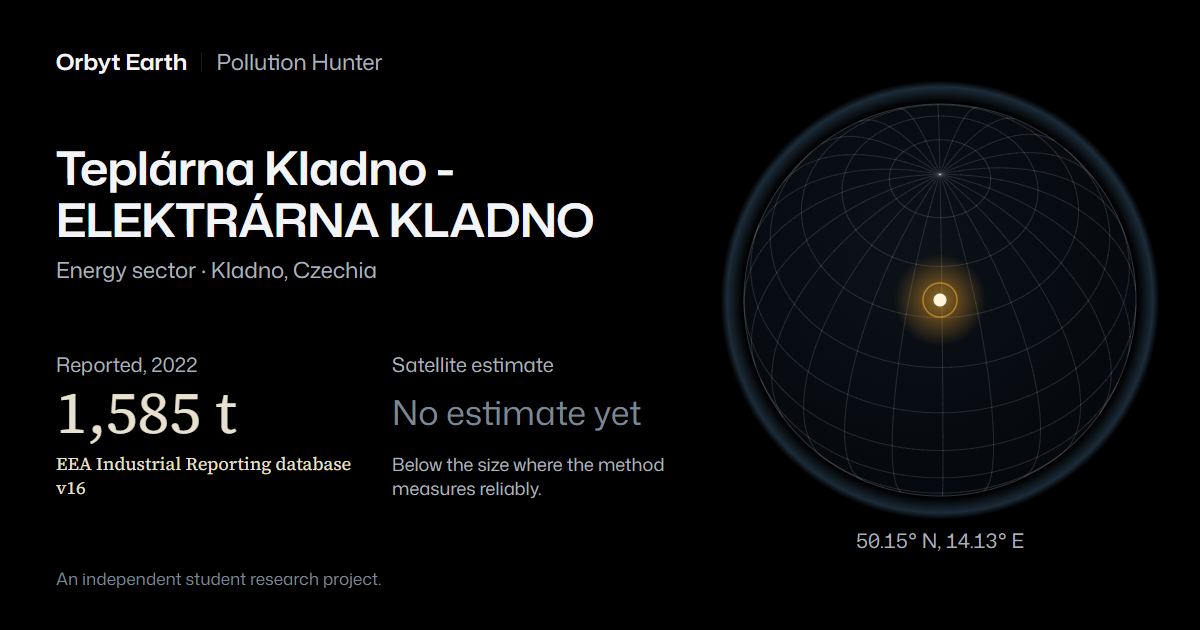 Orbyt Earth | Pollution Hunter
Teplárna Kladno -
ELEKTRÁRNA KLADNO
Energy sector · Kladno, Czechia
Reported, 2022
1,585 t
EEA Industrial Reporting database
v16
Satellite estimate
No estimate yet
Below the size where the method
measures reliably.
50.15° N, 14.13° E
An independent student research project.